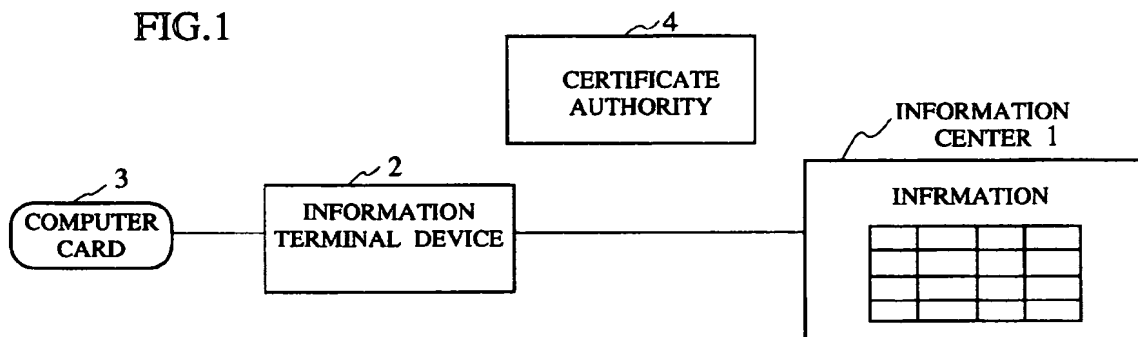 FIG.1
4
CERTIFICATE
AUTHORITY
INFORMATION
CENTER 1
3
COMPUTER
CARD
2
INFORMATION
TERMINAL DEVICE
INFRMATION